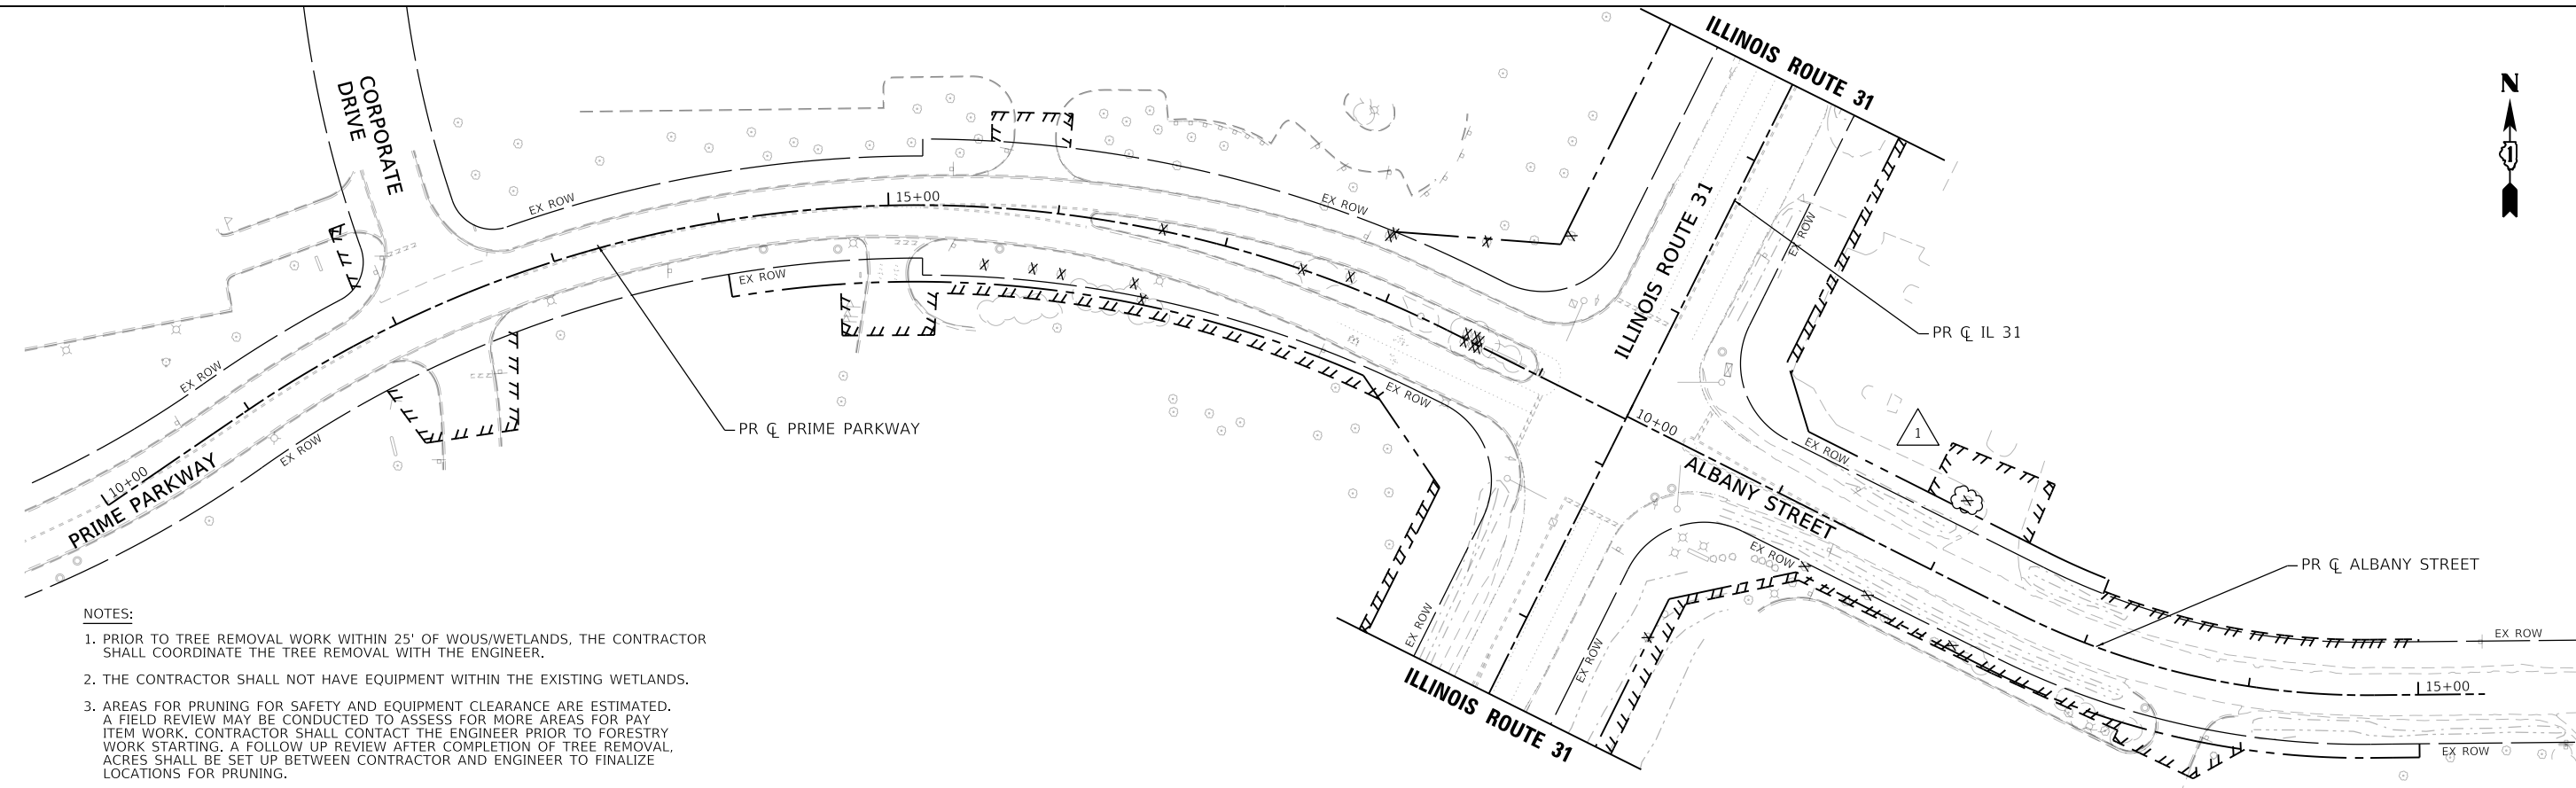 ILLINOIS ROUTE 31
N
1
CORPORATE
DRIVE
EX ROW
15+00
EX ROW
ILLINOIS ROUTE 31
EX ROW
EX ROW
PR ℄ IL 31
EX ROW
EX ROW
PR ℄ PRIME PARKWAY
10+00
1
EX ROW
EX ROW
10+00
PRIME PARKWAY
ALBANY STREET
EX ROW
PR ℄ ALBANY STREET
EX ROW
EX ROW
EX ROW
15+00
EX ROW
ILLINOIS ROUTE 31
NOTES:
1. PRIOR TO TREE REMOVAL WORK WITHIN 25' OF WOUS/WETLANDS, THE CONTRACTOR
SHALL COORDINATE THE TREE REMOVAL WITH THE ENGINEER.
2. THE CONTRACTOR SHALL NOT HAVE EQUIPMENT WITHIN THE EXISTING WETLANDS.
3. AREAS FOR PRUNING FOR SAFETY AND EQUIPMENT CLEARANCE ARE ESTIMATED.
A FIELD REVIEW MAY BE CONDUCTED TO ASSESS FOR MORE AREAS FOR PAY
ITEM WORK. CONTRACTOR SHALL CONTACT THE ENGINEER PRIOR TO FORESTRY
WORK STARTING. A FOLLOW UP REVIEW AFTER COMPLETION OF TREE REMOVAL,
ACRES SHALL BE SET UP BETWEEN CONTRACTOR AND ENGINEER TO FINALIZE
LOCATIONS FOR PRUNING.